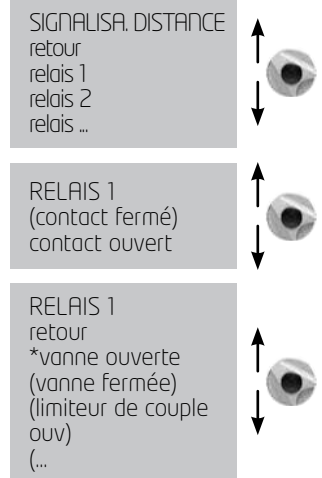 SIGNALISA. DISTANCE
retour
relais 1
relais 2
relais ...
RELAIS 1
(contact fermé)
contact ouvert
RELAIS 1
retour
*vanne ouverte
(vanne fermée)
(limiteur de couple
ouv)
(...